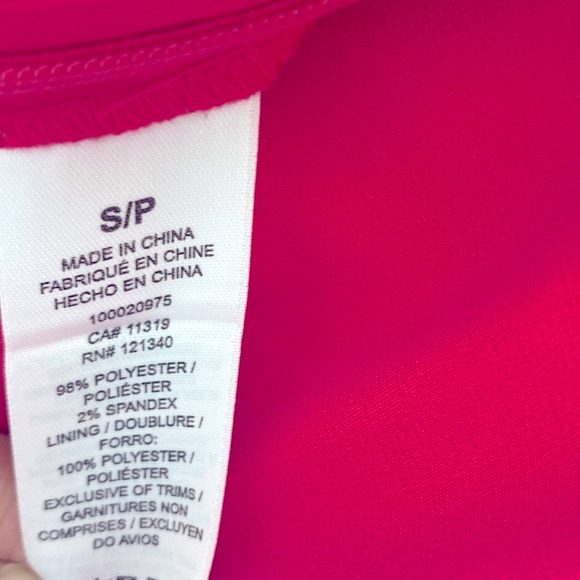 S/P
MADE IN CHINA
FABRIQUÉ EN CHINE
HECHO EN CHINA
100020975
CA# 11319
RN# 121340
98% POLYESTER /
POLIÉSTER
2% SPANDEX
LINING / DOUBLURE /
FORRO:
100% POLYESTER /
POLIÉSTER
EXCLUSIVE OF TRIMS /
GARNITURES NON
COMPRISES / EXCLUYEN
DO AVIOS